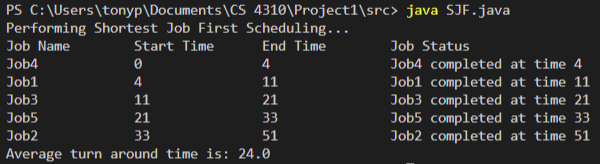 PS C:\Users\tonyp\Documents\CS 4310\Project1\src> java SJF.java
Performing Shortest Job First Scheduling...
Job Name Start Time End Time Job Status
Job4 0 4 Job4 completed at time 4
Job1 4 11 Job1 completed at time 11
Job3 11 21 Job3 completed at time 21
Job5 21 33 Job5 completed at time 33
Job2 33 51 Job2 completed at time 51
Average turn around time is: 24.0